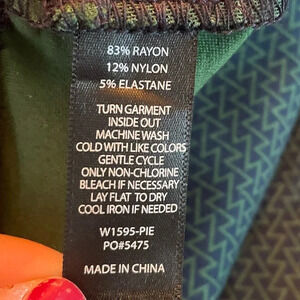 83% RAYON
12% NYLON
5% ELASTANE
TURN GARMENT
INSIDE OUT
MACHINE WASH
COLD WITH LIKE COLORS
GENTLE CYCLE
ONLY NON-CHLORINE
BLEACH IF NECESSARY
LAY FLAT TO DRY
COOL IRON IF NEEDED
W1595-PIE
PO#5475
MADE IN CHINA